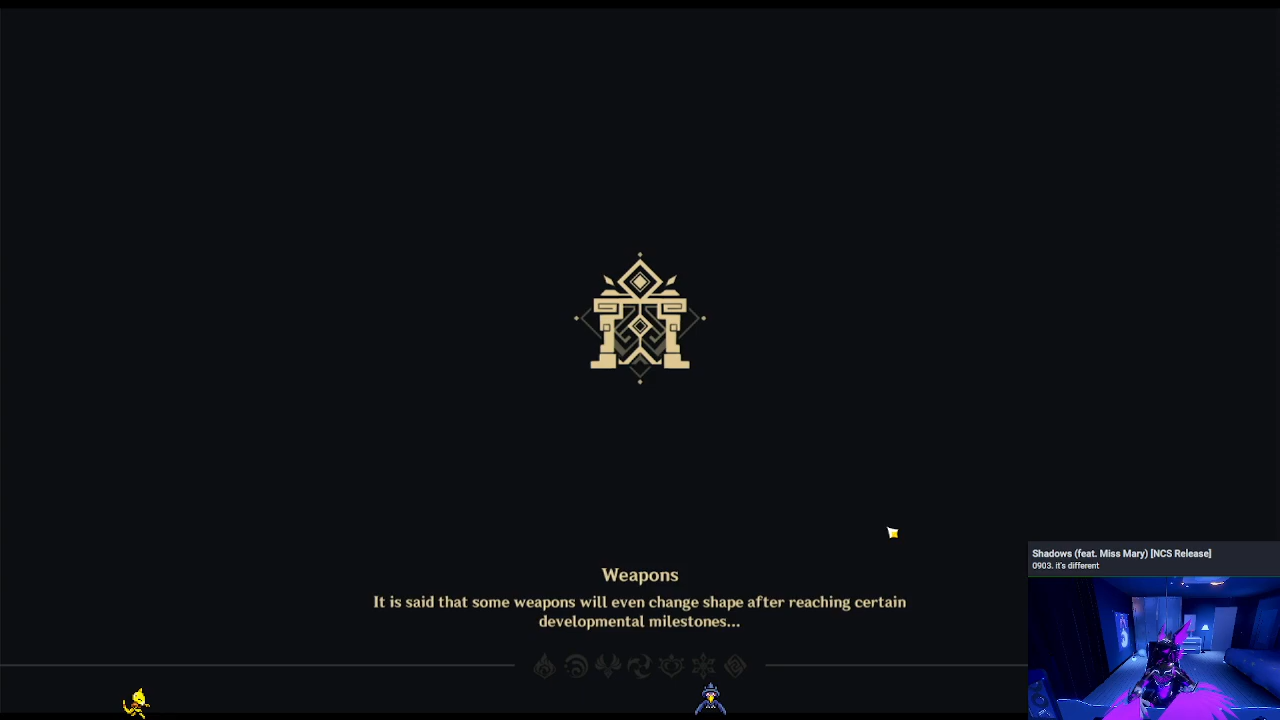 Shadows (feat. Miss Mary) [NCS Release]
0903. it's different
Weapons
It is said that some weapons will even change shape after reaching certain
developmental milestones...